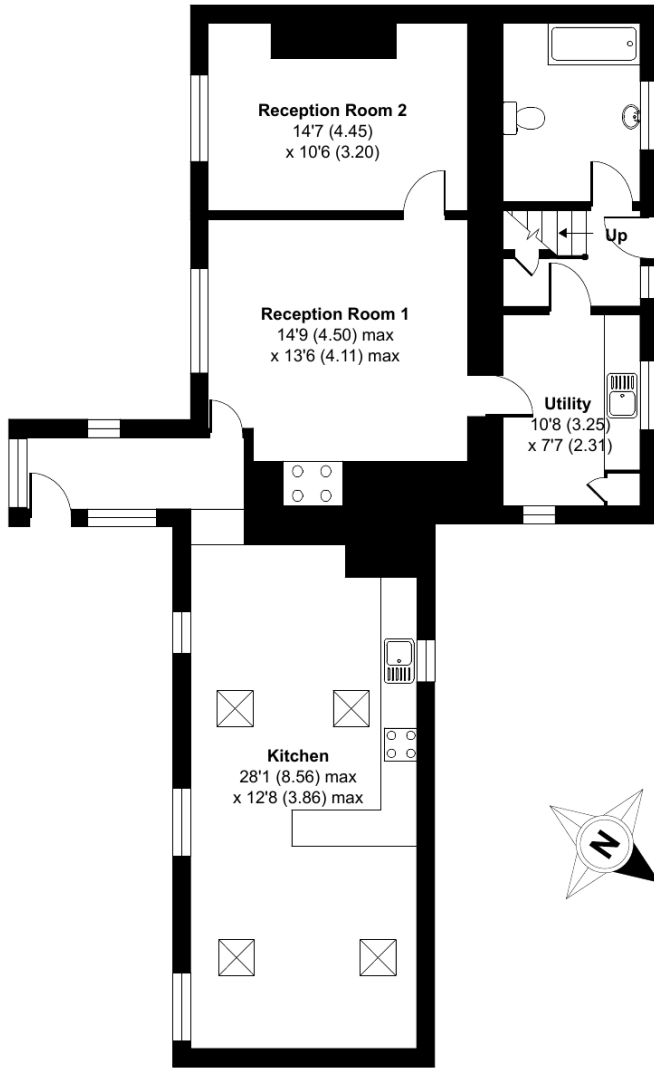 Reception Room 2
14'7 (4.45)
x 10'6 (3.20)
Up
Reception Room 1
14'9 (4.50) max
x 13'6 (4.11) max
Utility
10'8 (3.25)
x 7'7 (2.31)
Kitchen
28'1 (8.56) max
x 12'8 (3.86) max
N